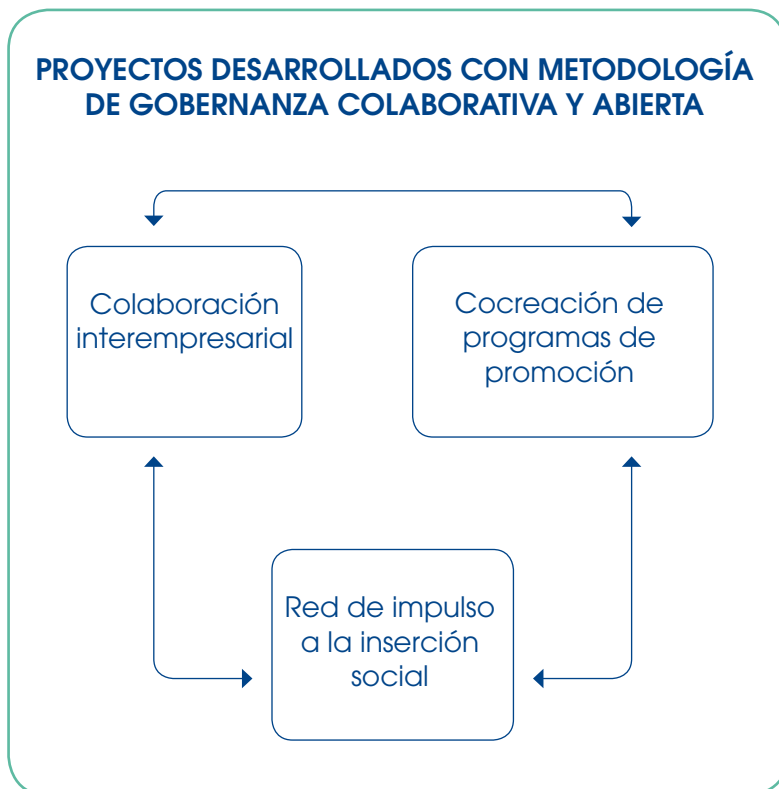 PROYECTOS DESARROLLADOS CON METODOLOGÍA
DE GOBERNANZA COLABORATIVA Y ABIERTA
Colaboración
interempresarial
Cocreación de
programas de
promoción
Red de impulso
a la inserción
social